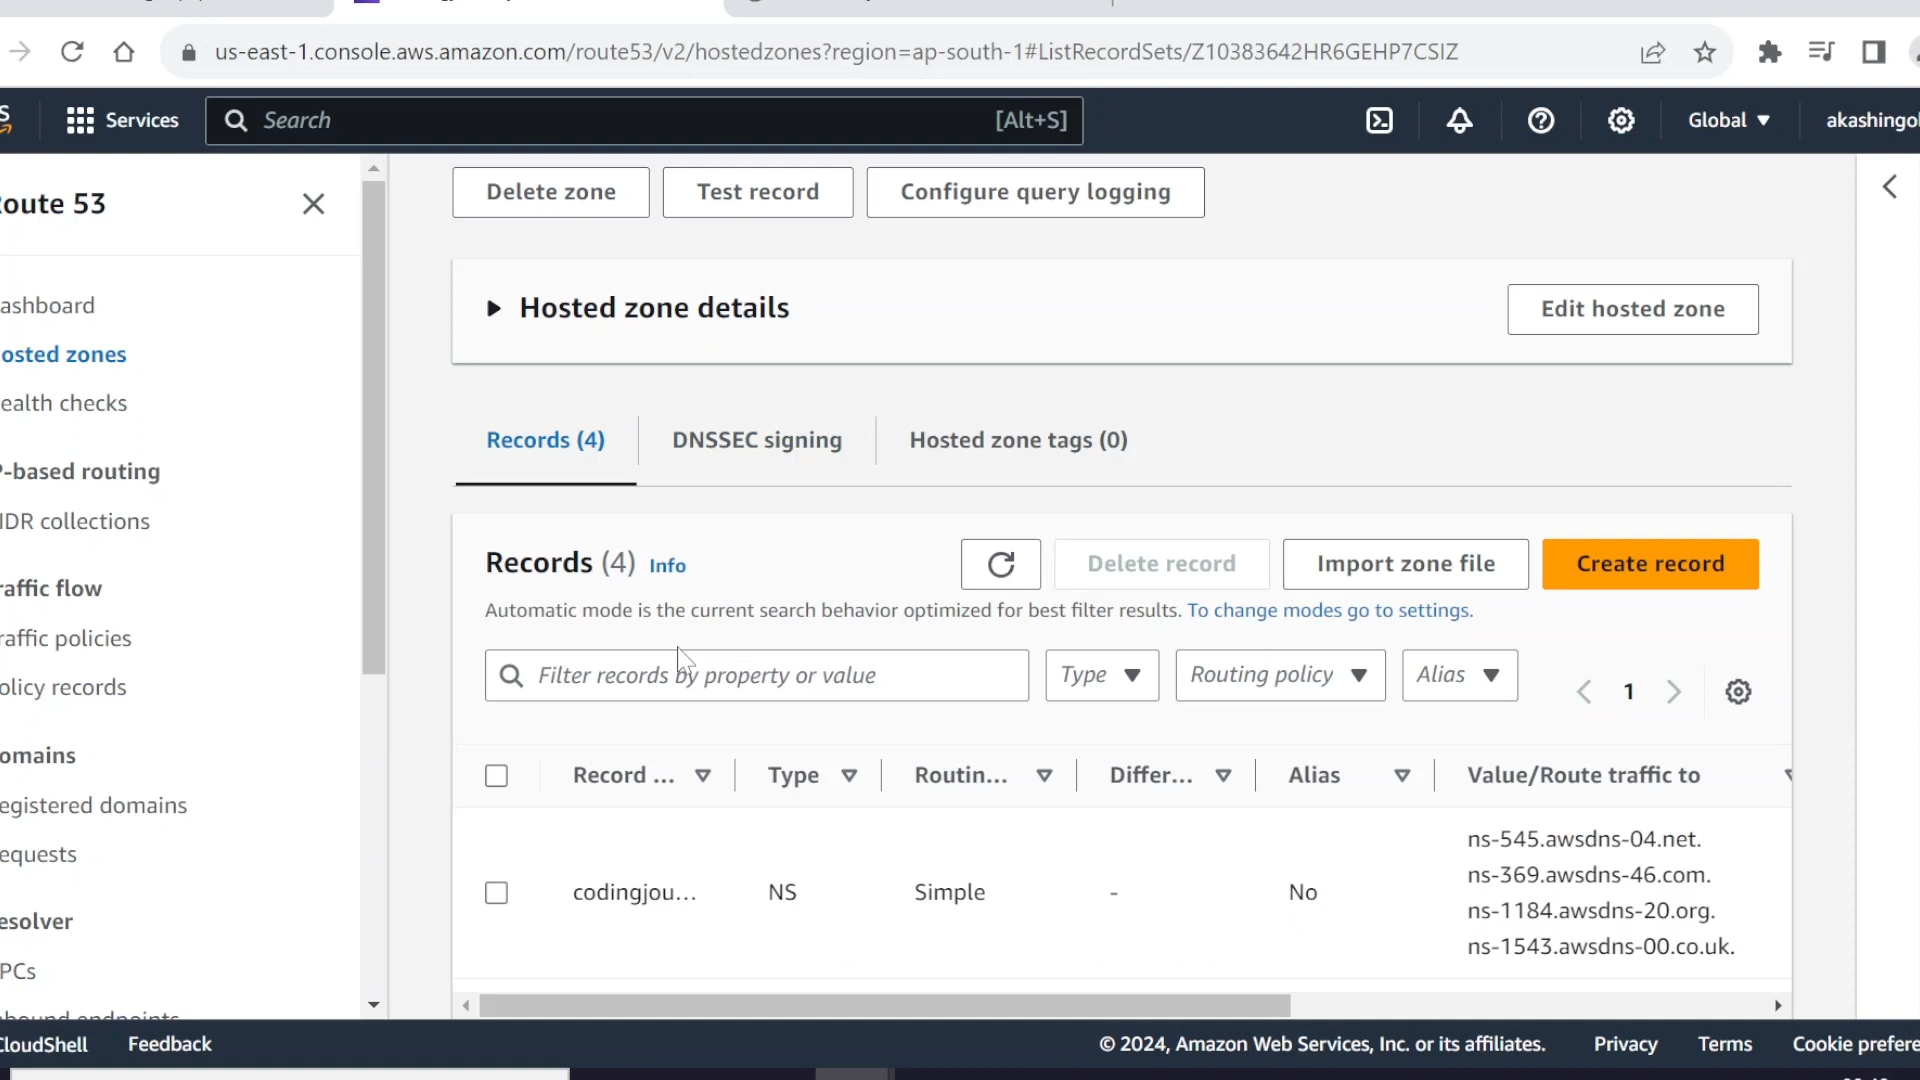 us-east-1.console.aws.amazon.com/route53/v2/hostedzones?region=ap-south-1#ListRecordSets/Z10383642HR6GEHP7CSIZ
Services
Search
[Alt+S]
Global
akashingol
oute 53
ashboard
osted zones
ealth checks
P-based routing
IDR collections
raffic flow
raffic policies
olicy records
omains
egistered domains
equests
esolver
PCs
Delete zone
Test record
Configure query logging
Hosted zone details
Edit hosted zone
Records (4)
DNSSEC signing
Hosted zone tags (0)
Records (4) Info
Delete record
Import zone file
Create record
Automatic mode is the current search behavior optimized for best filter results. To change modes go to settings.
Filter records by property or value
Type
Routing policy
Alias
1
Record ...
Type
Routin...
Differ...
Alias
Value/Route traffic to
codingjou...
NS
Simple
-
No
ns-545.awsdns-04.net.
ns-369.awsdns-46.com.
ns-1184.awsdns-20.org.
ns-1543.awsdns-00.co.uk.
CloudShell
Feedback
© 2024, Amazon Web Services, Inc. or its affiliates.
Privacy
Terms
Cookie prefere